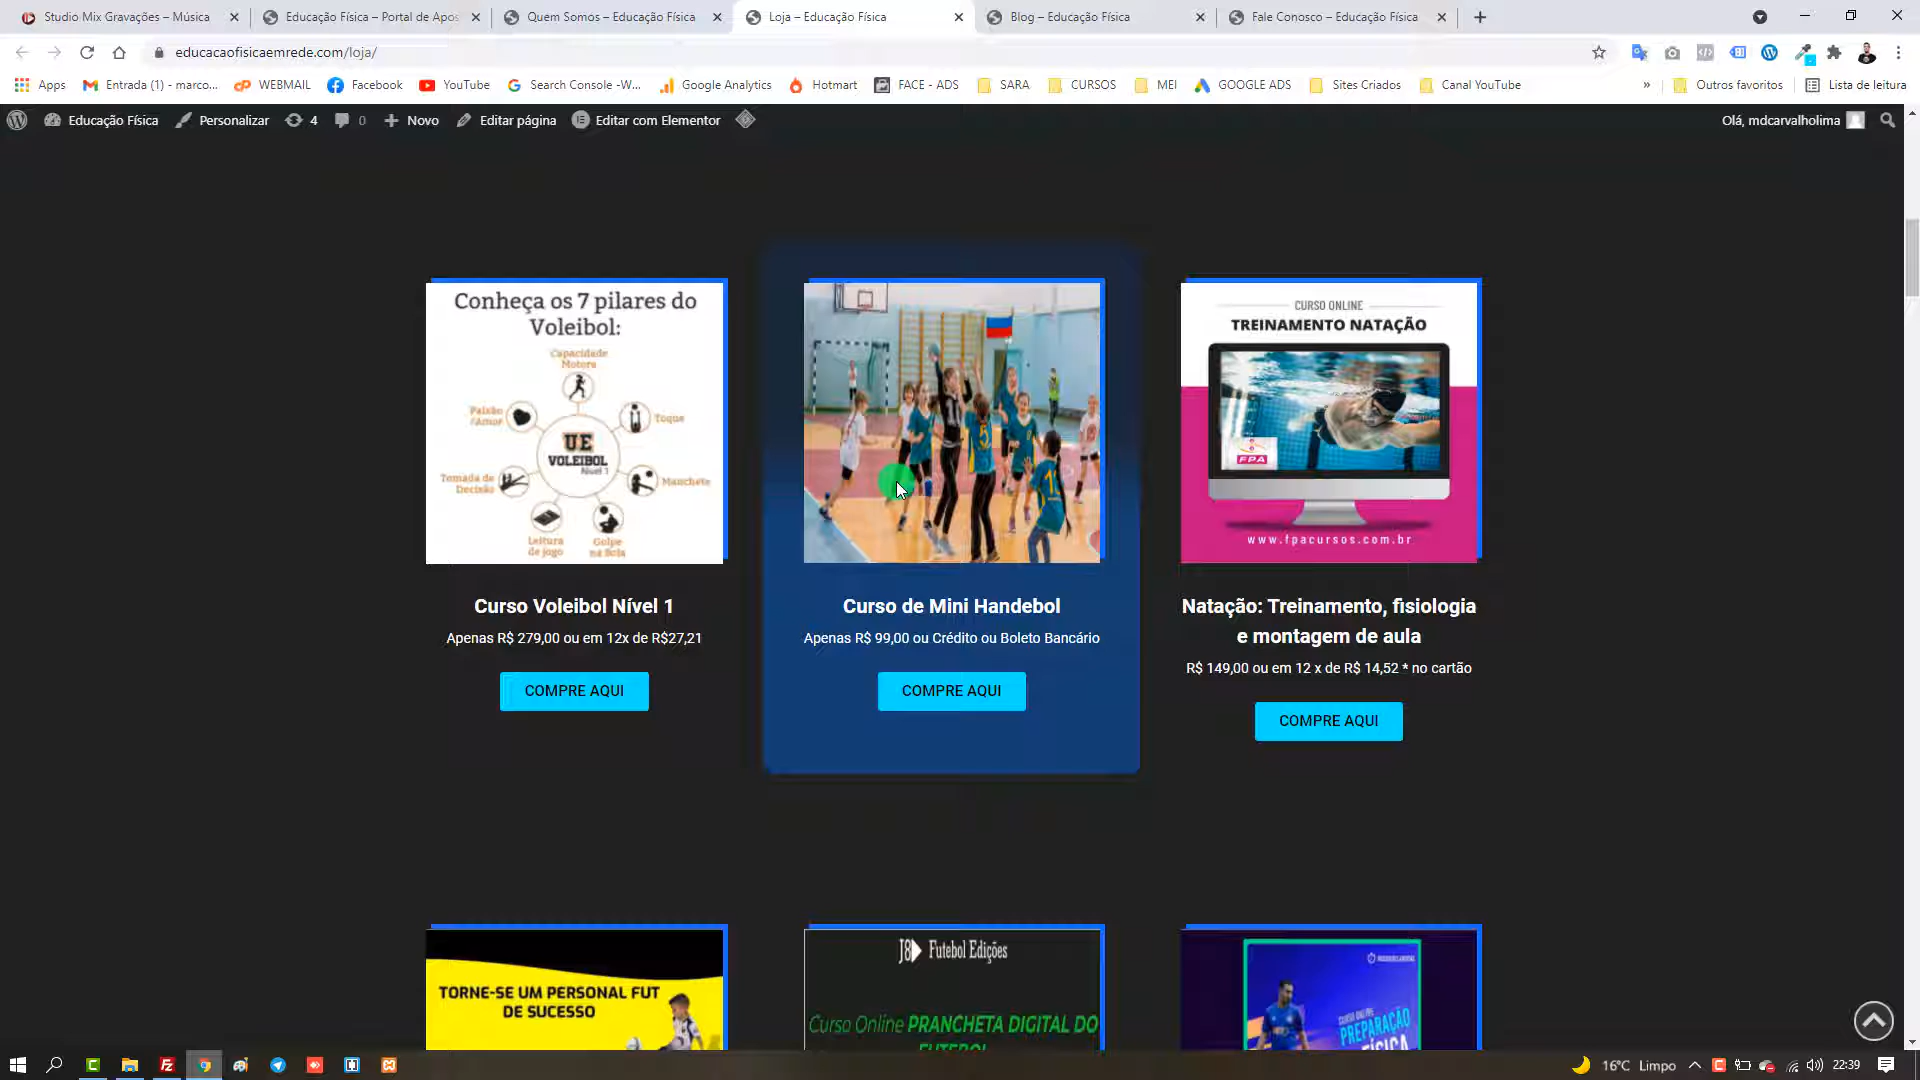 Studio Mix Gravações – Música
Educação Física – Portal de Apos
Quem Somos – Educação Física
Loja – Educação Física
Blog – Educação Física
Fale Conosco – Educação Física
educacaofisicaemrede.com/loja/
Apps
Entrada (1) - marco...
WEBMAIL
Facebook
YouTube
Search Console -W...
Google Analytics
Hotmart
FACE - ADS
SARA
CURSOS
MEI
GOOGLE ADS
Sites Criados
Canal YouTube
»
Outros favoritos
Lista de leitura
Educação Física
Personalizar
4
0
Novo
Editar página
Editar com Elementor
Olá, mdcarvalholima
Conheça os 7 pilares do
Voleibol:
Capacidade
Motora
Paixão
/Amor
Toque
UE
VOLEIBOL
Nível 1
Tomada de
Decisão
Manchete
Leitura
de jogo
Golpe
na Bola
CURSO ONLINE
TREINAMENTO NATAÇÃO
FPA
www.fpacursos.com.br
Curso Voleibol Nível 1
Apenas R$ 279,00 ou em 12x de R$27,21
COMPRE AQUI
Curso de Mini Handebol
Apenas R$ 99,00 ou Crédito ou Boleto Bancário
COMPRE AQUI
Natação: Treinamento, fisiologia
e montagem de aula
R$ 149,00 ou em 12 x de R$ 14,52 * no cartão
COMPRE AQUI
TORNE-SE UM PERSONAL FUT
DE SUCESSO
J8 Futebol Edições
Curso Online PRANCHETA DIGITAL DO
FUTEBOL
CURSO ONLINE
PREPARAÇÃO
FÍSICA
16°C Limpo
22:39